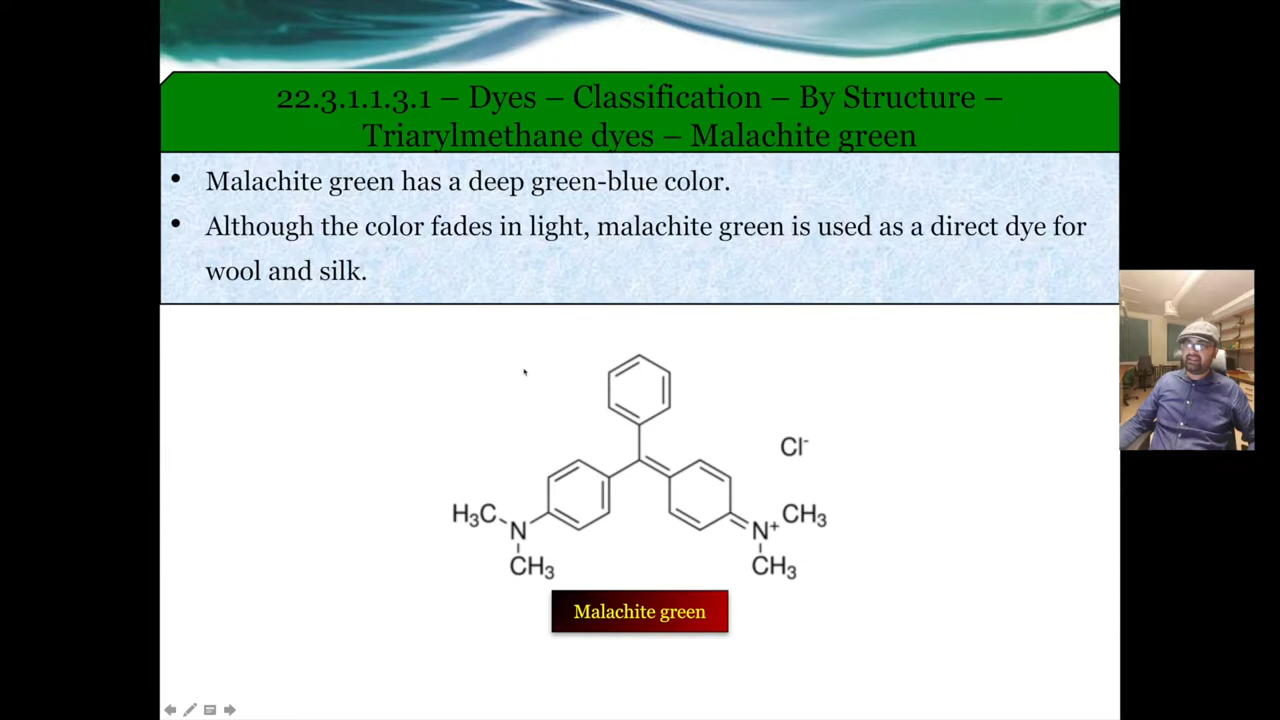 22.3.1.1.3.1 – Dyes – Classification – By Structure –
Triarylmethane dyes – Malachite green
• Malachite green has a deep green-blue color.
• Although the color fades in light, malachite green is used as a direct dye for
wool and silk.
Cl-
H3C
N
CH3
N+
CH3
CH3
Malachite green